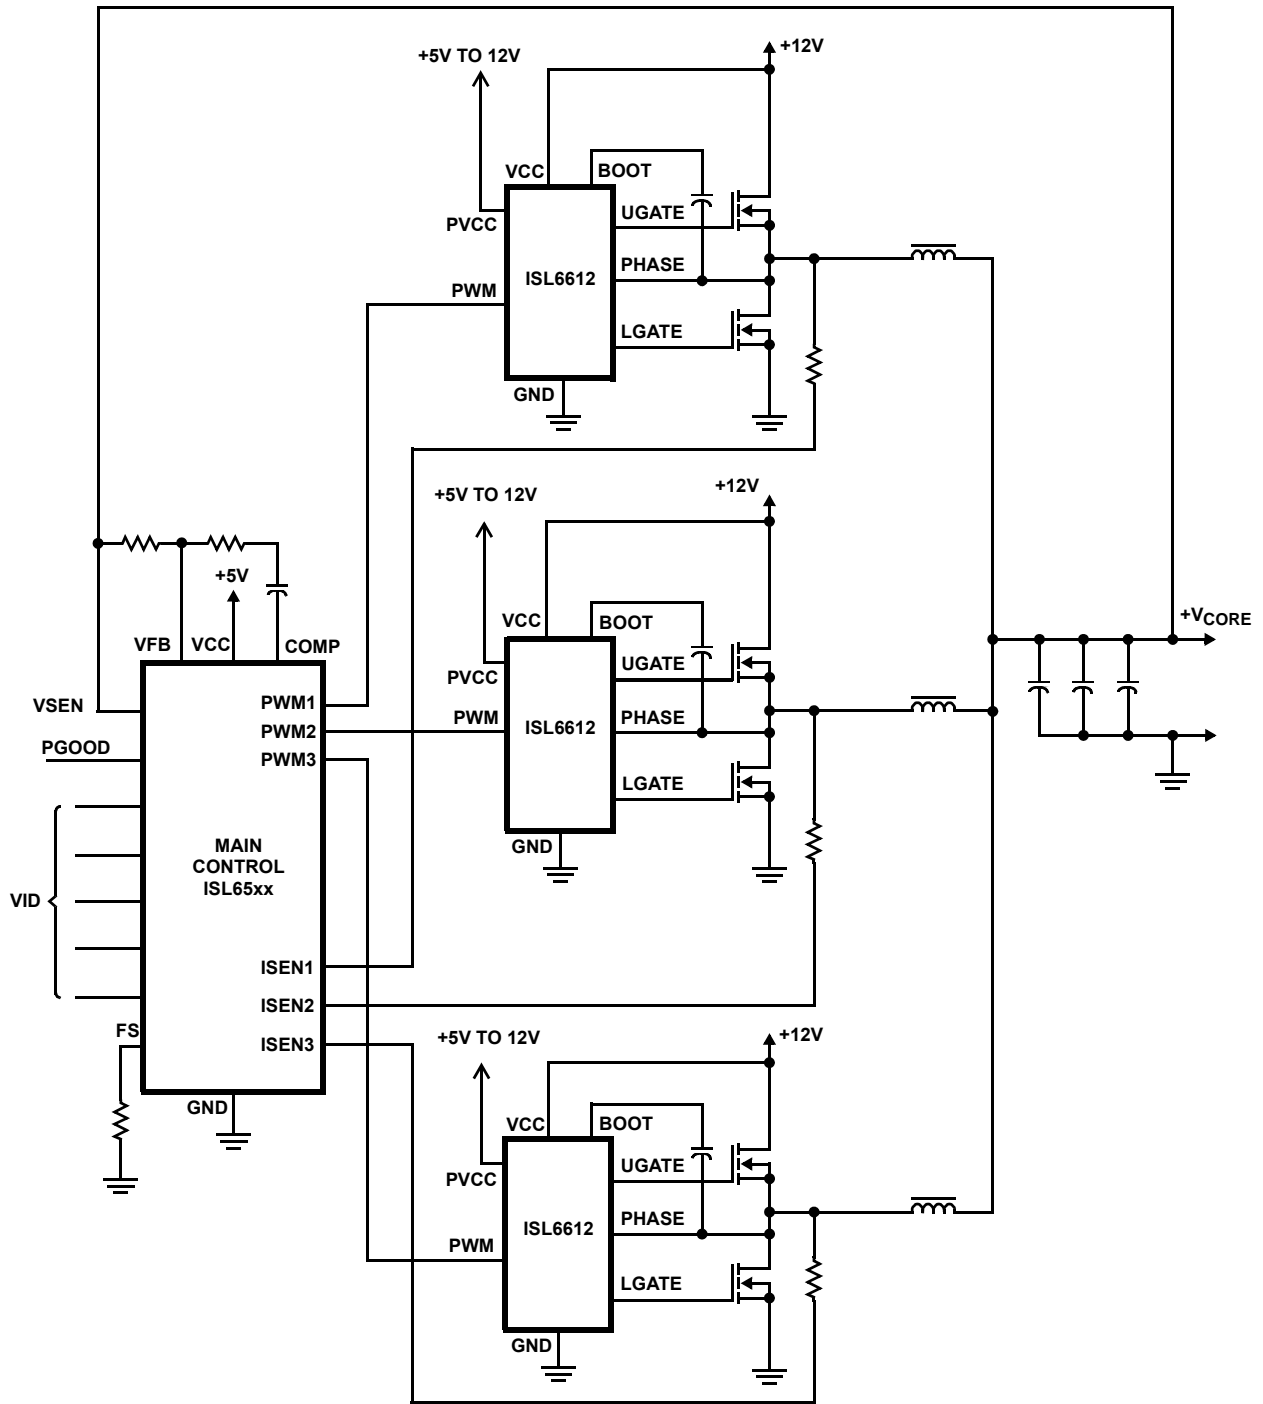 +12V
+5V TO 12V
VCC
BOOT
UGATE
PVCC
PHASE
ISL6612
PWM
LGATE
GND
+12V
+5V TO 12V
VCC
BOOT
UGATE
PVCC
PHASE
PWM
ISL6612
LGATE
GND
+5V
VFB
VCC
COMP
+VCORE
VSEN
PWM1
PWM2
PGOOD
PWM3
MAIN
CONTROL
ISL65xx
VID
ISEN1
ISEN2
FS
ISEN3
GND
+12V
+5V TO 12V
VCC
BOOT
UGATE
PVCC
PHASE
ISL6612
PWM
LGATE
GND